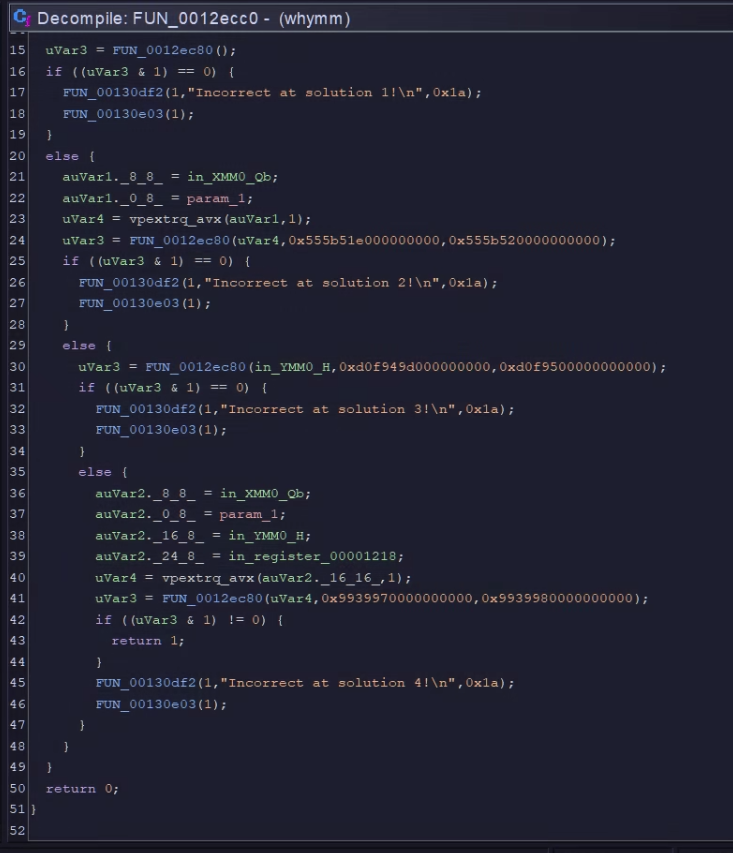 Decompile: FUN_0012ecc0 - (whymm)
15 uVar3 = FUN_0012ec80();
16 if ((uVar3 & 1) == 0) {
17 FUN_00130df2(1,"Incorrect at solution 1!\n",0x1a);
18 FUN_00130e03(1);
19 }
20 else {
21 auVar1._8_8_ = in_XMM0_Qb;
22 auVar1._0_8_ = param_1;
23 uVar4 = vpextrq_avx(auVar1,1);
24 uVar3 = FUN_0012ec80(uVar4,0x555b51e000000000,0x555b520000000000);
25 if ((uVar3 & 1) == 0) {
26 FUN_00130df2(1,"Incorrect at solution 2!\n",0x1a);
27 FUN_00130e03(1);
28 }
29 else {
30 uVar3 = FUN_0012ec80(in_YMM0_H,0xd0f949d000000000,0xd0f9500000000000);
31 if ((uVar3 & 1) == 0) {
32 FUN_00130df2(1,"Incorrect at solution 3!\n",0x1a);
33 FUN_00130e03(1);
34 }
35 else {
36 auVar2._8_8_ = in_XMM0_Qb;
37 auVar2._0_8_ = param_1;
38 auVar2._16_8_ = in_YMM0_H;
39 auVar2._24_8_ = in_register_00001218;
40 uVar4 = vpextrq_avx(auVar2._16_16_,1);
41 uVar3 = FUN_0012ec80(uVar4,0x9939970000000000,0x9939980000000000);
42 if ((uVar3 & 1) != 0) {
43 return 1;
44 }
45 FUN_00130df2(1,"Incorrect at solution 4!\n",0x1a);
46 FUN_00130e03(1);
47 }
48 }
49 }
50 return 0;
51 }
52